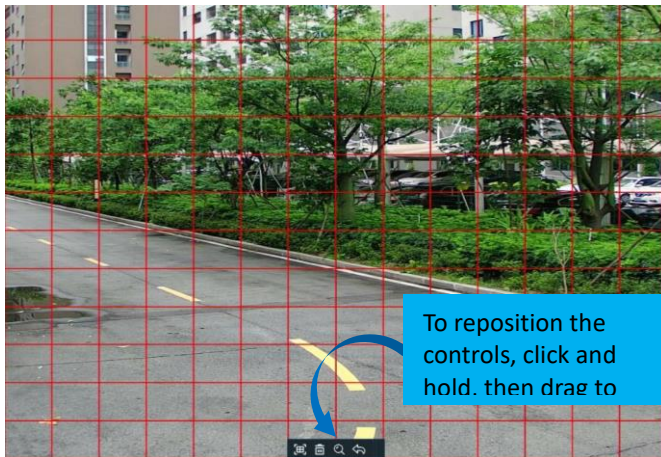 To reposition the
controls, click and
hold, then drag to